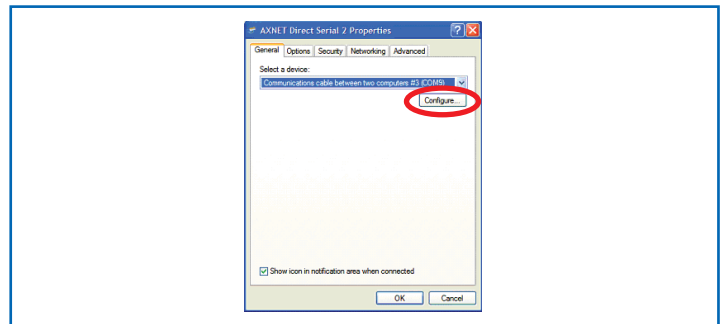 AXNET Direct Serial 2 Properties
General Options Security Networking Advanced
Select a device:
Communications cable between two computers #3 (COM9)
Configure...
Show icon in notification area when connected
OK Cancel